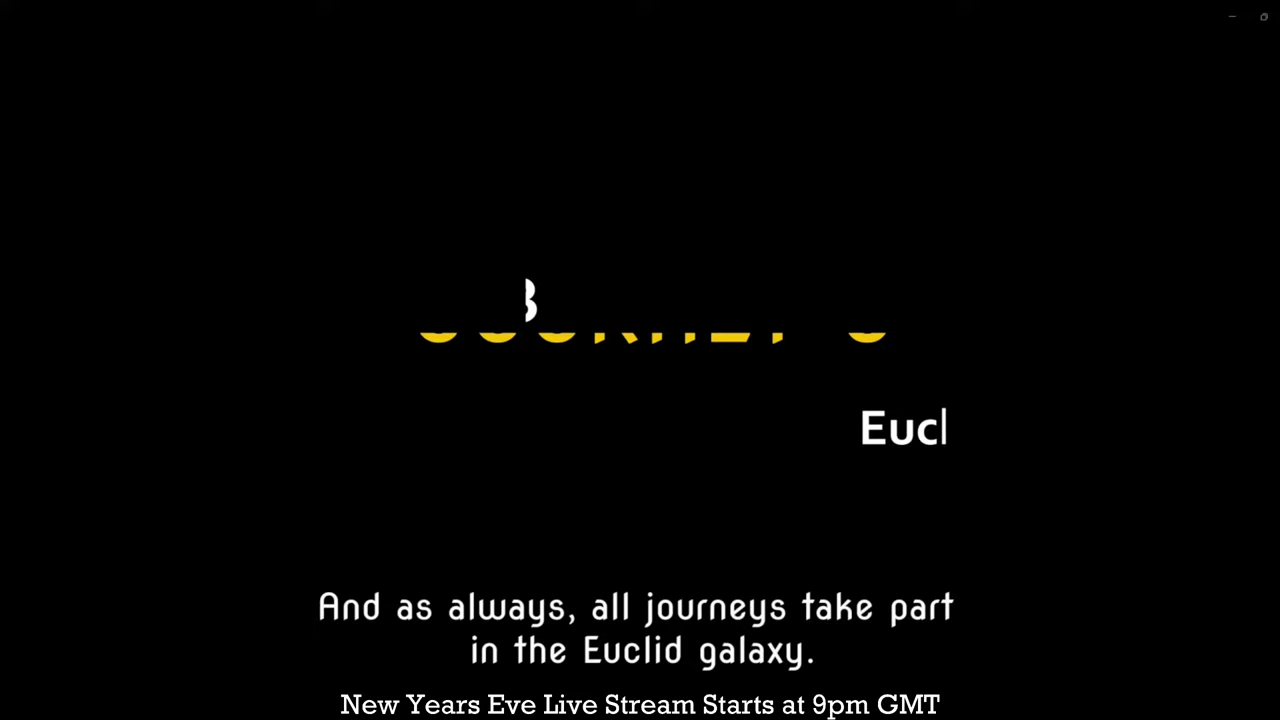 Eucl
And as always, all journeys take part
in the Euclid galaxy.
New Years Eve Live Stream Starts at 9pm GMT